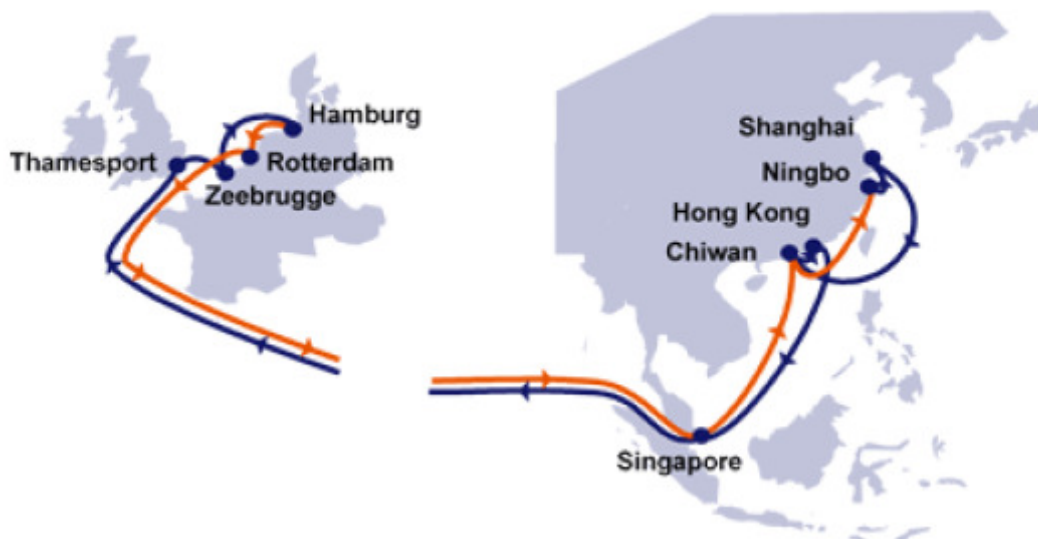 Hamburg
Thamesport
Rotterdam
Zeebrugge
Shanghai
Ningbo
Hong Kong
Chiwan
Singapore